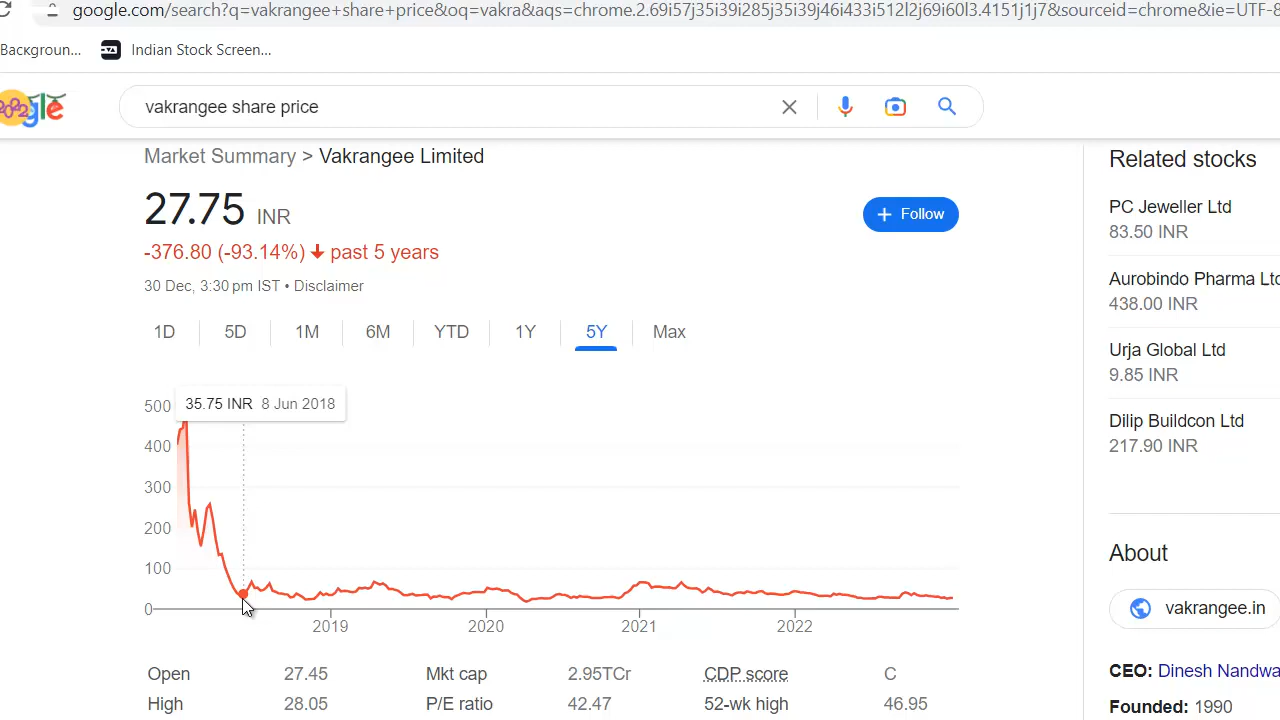 google.com/search?q=vakrangee+share+price&oq=vakra&aqs=chrome.2.69i57j35i39i285j35i39j46i433i512l2j69i60l3.4151j1j7&sourceid=chrome&ie=UTF-8
Backgroun... Indian Stock Screen...
2022 gle
vakrangee share price
Market Summary > Vakrangee Limited
27.75 INR
+ Follow
-376.80 (-93.14%) past 5 years
30 Dec, 3:30 pm IST • Disclaimer
1D 5D 1M 6M YTD 1Y 5Y Max
35.75 INR 8 Jun 2018
500
400
300
200
100
0
2019 2020 2021 2022
Open 27.45 Mkt cap 2.95TCr CDP score C
High 28.05 P/E ratio 42.47 52-wk high 46.95
Related stocks
PC Jeweller Ltd
83.50 INR
Aurobindo Pharma Ltd
438.00 INR
Urja Global Ltd
9.85 INR
Dilip Buildcon Ltd
217.90 INR
About
vakrangee.in
CEO: Dinesh Nandwa
Founded: 1990